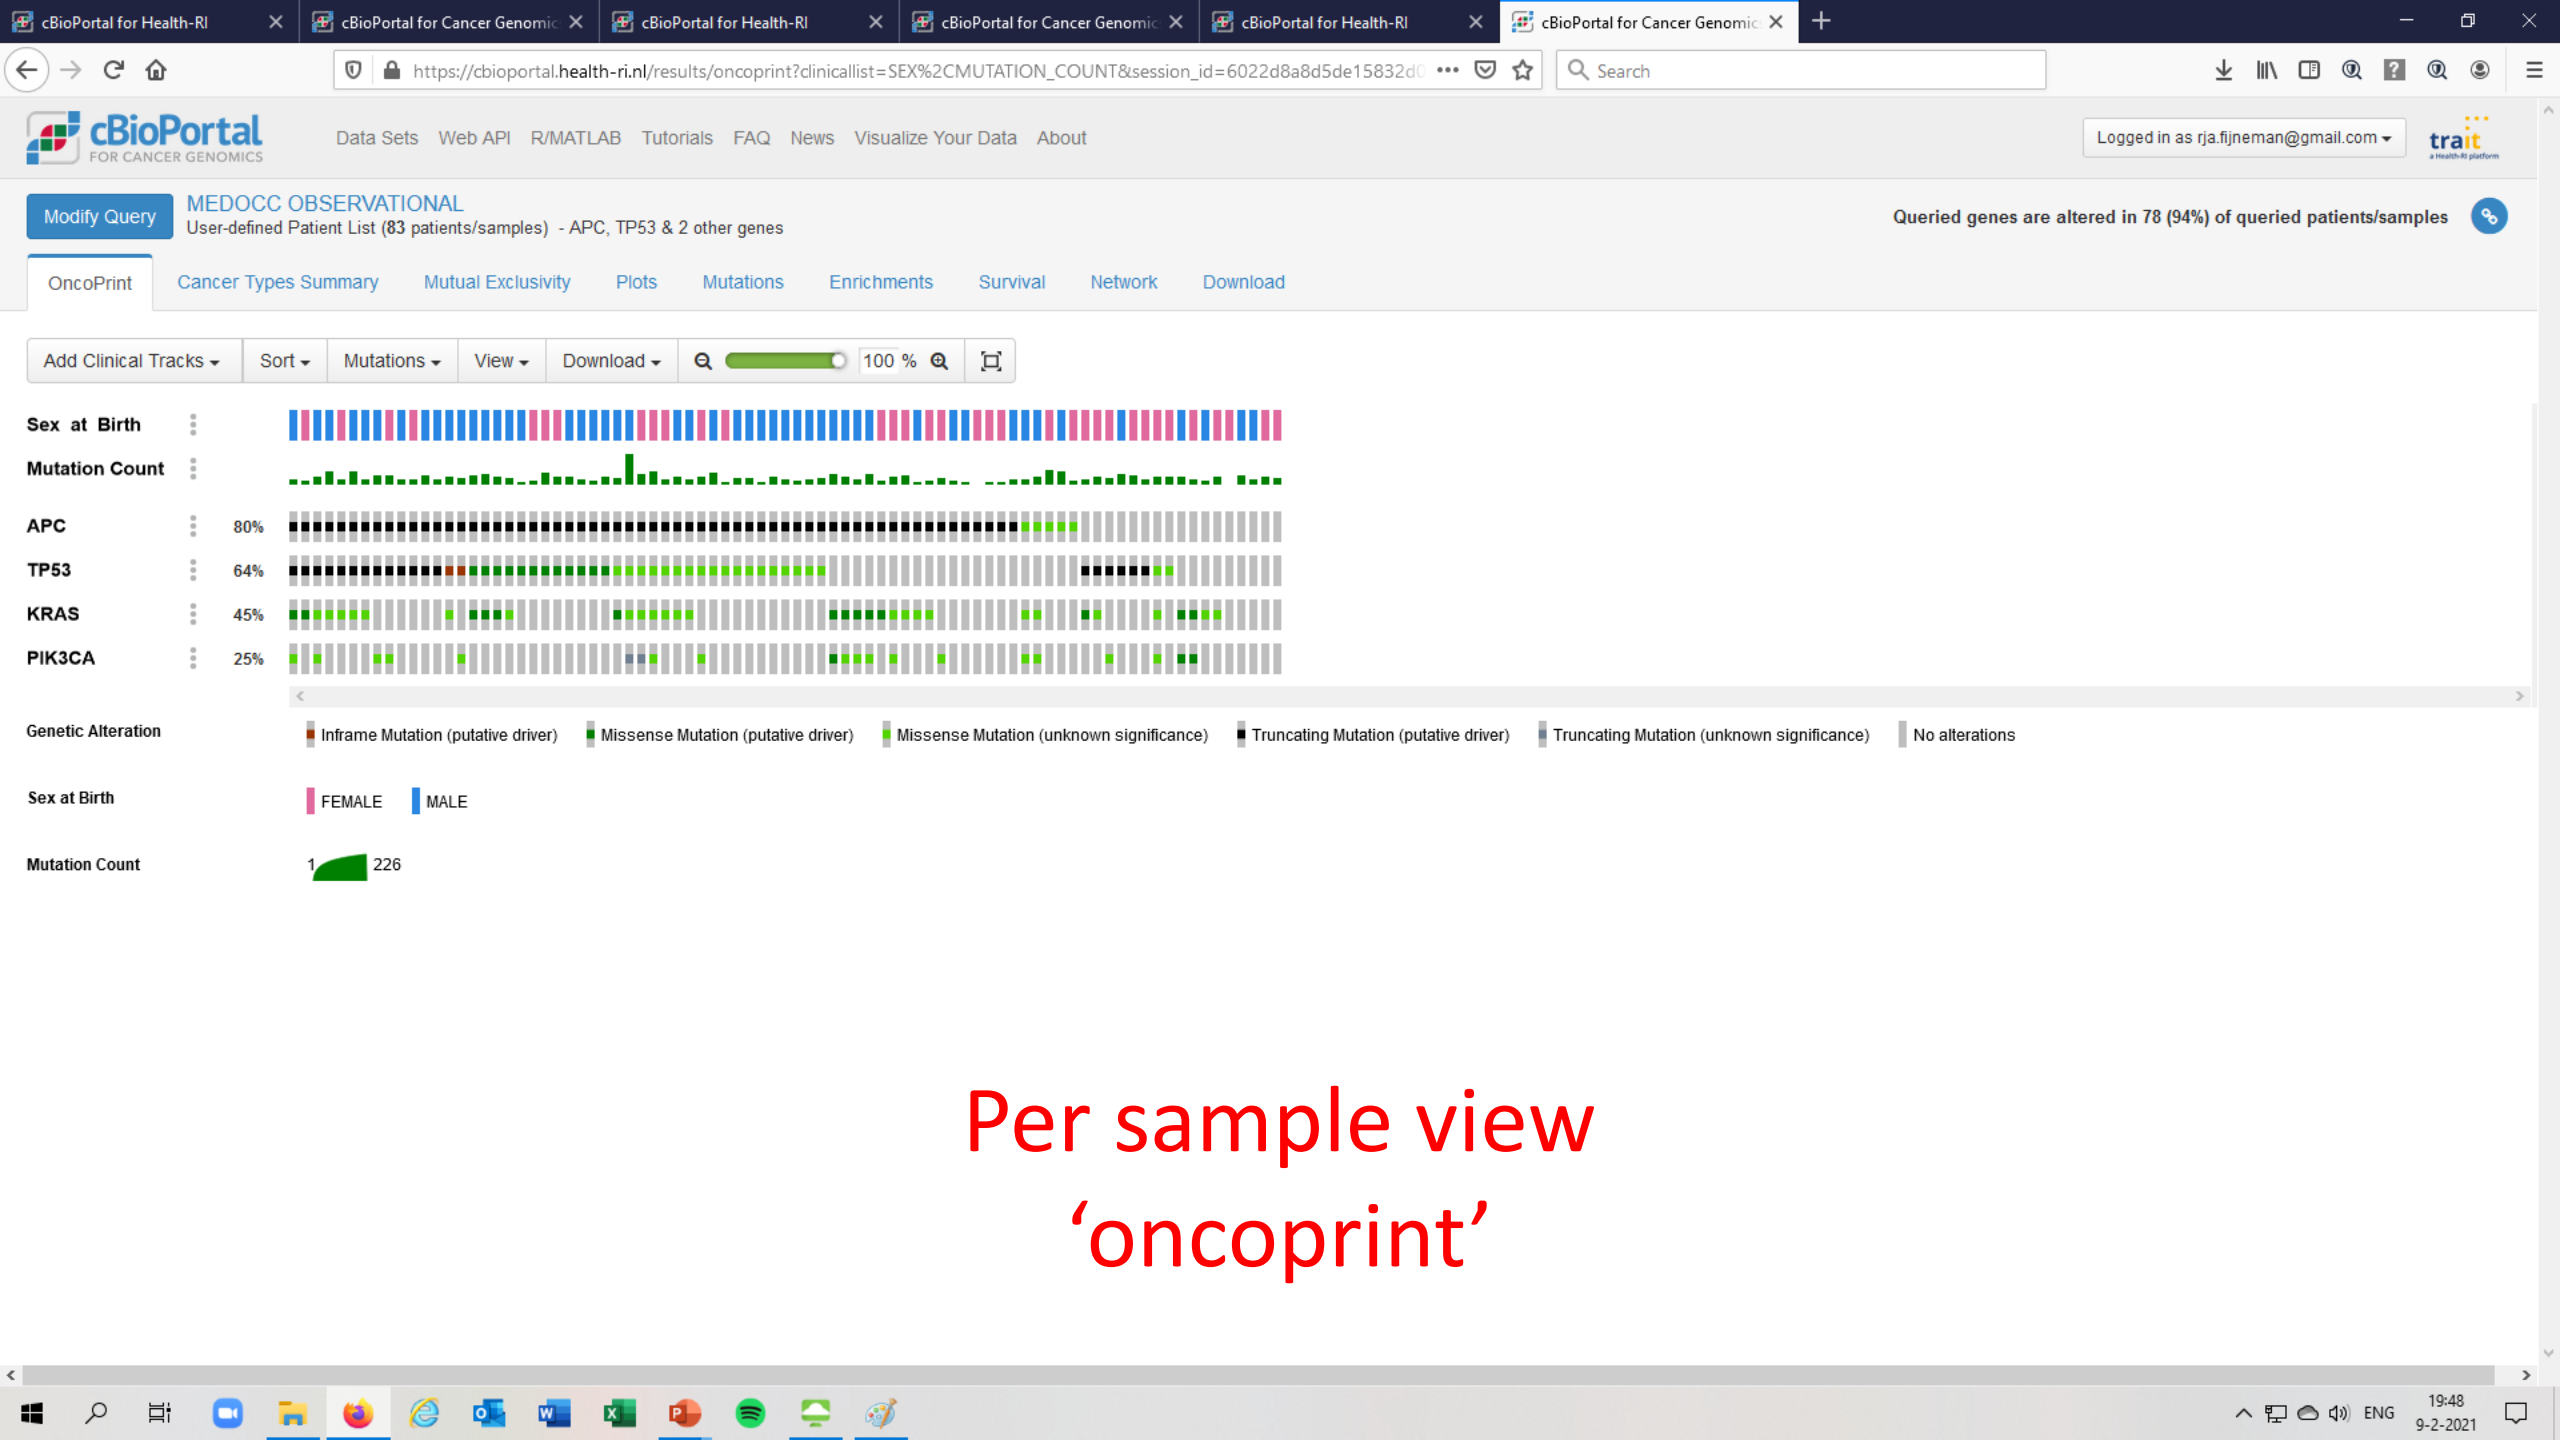 cBioPortal for Health-RI
cBioPortal for Cancer Genomic
cBioPortal for Health-RI
cBioPortal for Cancer Genomic
cBioPortal for Health-RI
cBioPortal for Cancer Genomic
https://cbioportal.health-ri.nl/results/oncoprint?clinicallist=SEX%2CMUTATION_COUNT&session_id=6022d8a8d5de15832d0
Search
cBioPortal
FOR CANCER GENOMICS
Data Sets Web API R/MATLAB Tutorials FAQ News Visualize Your Data About
Logged in as rja.fijneman@gmail.com
trait
a Health-RI platform
Modify Query
MEDOCC OBSERVATIONAL
User-defined Patient List (83 patients/samples) - APC, TP53 & 2 other genes
Queried genes are altered in 78 (94%) of queried patients/samples
OncoPrint Cancer Types Summary Mutual Exclusivity Plots Mutations Enrichments Survival Network Download
Add Clinical Tracks Sort Mutations View Download 100 %
Sex at Birth
Mutation Count
APC 80%
TP53 64%
KRAS 45%
PIK3CA 25%
Genetic Alteration Inframe Mutation (putative driver) Missense Mutation (putative driver) Missense Mutation (unknown significance) Truncating Mutation (putative driver) Truncating Mutation (unknown significance) No alterations
Sex at Birth FEMALE MALE
Mutation Count 1 226
Per sample view
‘oncoprint’
ENG
19:48
9-2-2021